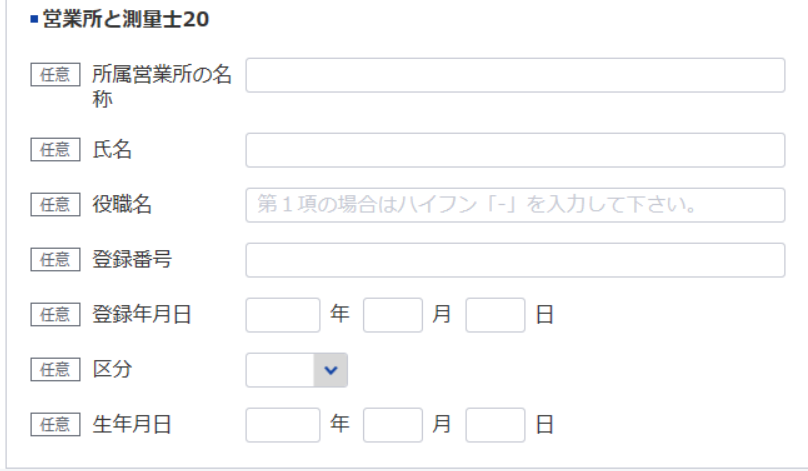 営業所と測量士20
任意 所属営業所の名
称
任意 氏名
任意 役職名 第１項の場合はハイフン「-」を入力して下さい。
任意 登録番号
任意 登録年月日 年 月 日
任意 区分
任意 生年月日 年 月 日